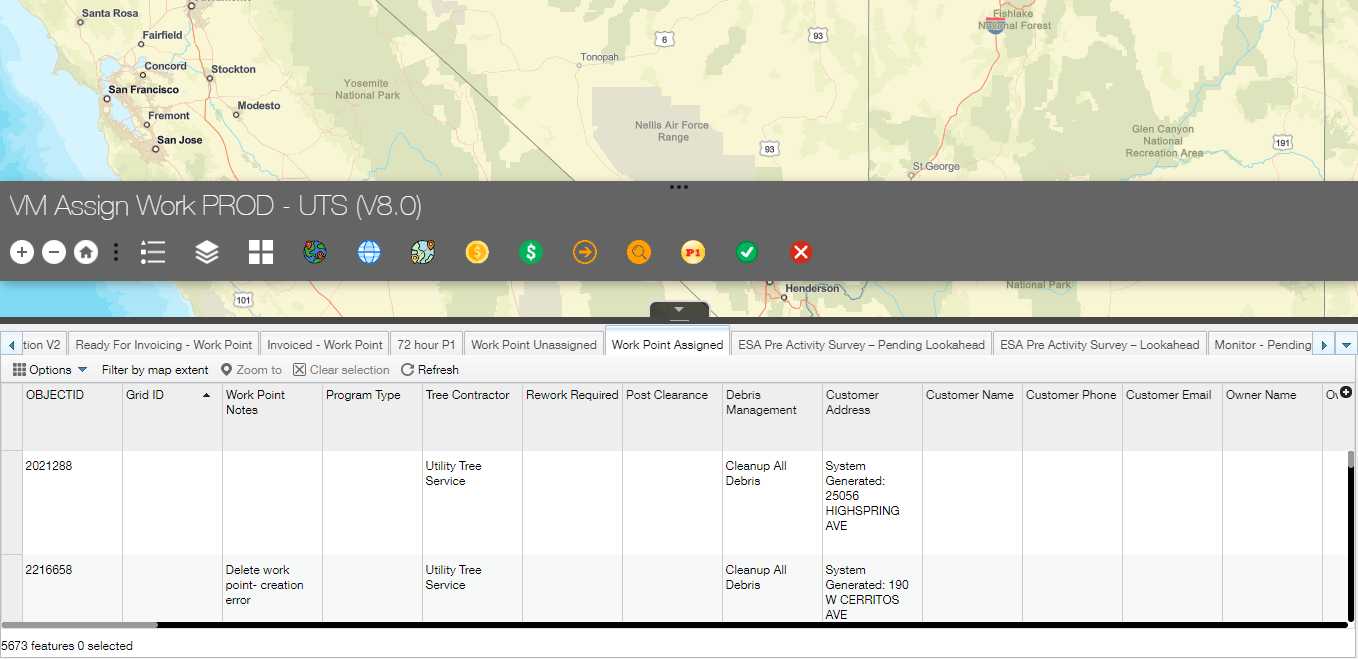 Santa Rosa
Fairfield
Concord
Stockton
San Francisco
Modesto
Fremont
San Jose
Yosemite
National Park
Tonopah
6
93
Nellis Air Force
Range
93
Fishlake
National Forest
Glen Canyon
National
Recreation Area
191
St George
VM Assign Work PROD - UTS (V8.0)
P1
101
Henderson
National Park
tion V2
Ready For Invoicing - Work Point
Invoiced - Work Point
72 hour P1
Work Point Unassigned
Work Point Assigned
ESA Pre Activity Survey – Pending Lookahead
ESA Pre Activity Survey – Lookahead
Monitor - Pending
Options
Filter by map extent
Zoom to
Clear selection
Refresh
OBJECTID
Grid ID
Work Point
Notes
Program Type
Tree Contractor
Rework Required
Post Clearance
Debris
Management
Customer
Address
Customer Name
Customer Phone
Customer Email
Owner Name
2021288
Utility Tree
Service
Cleanup All
Debris
System
Generated:
25056
HIGHSPRING
AVE
2216658
Delete work
point- creation
error
Utility Tree
Service
Cleanup All
Debris
System
Generated: 190
W CERRITOS
AVE
5673 features 0 selected